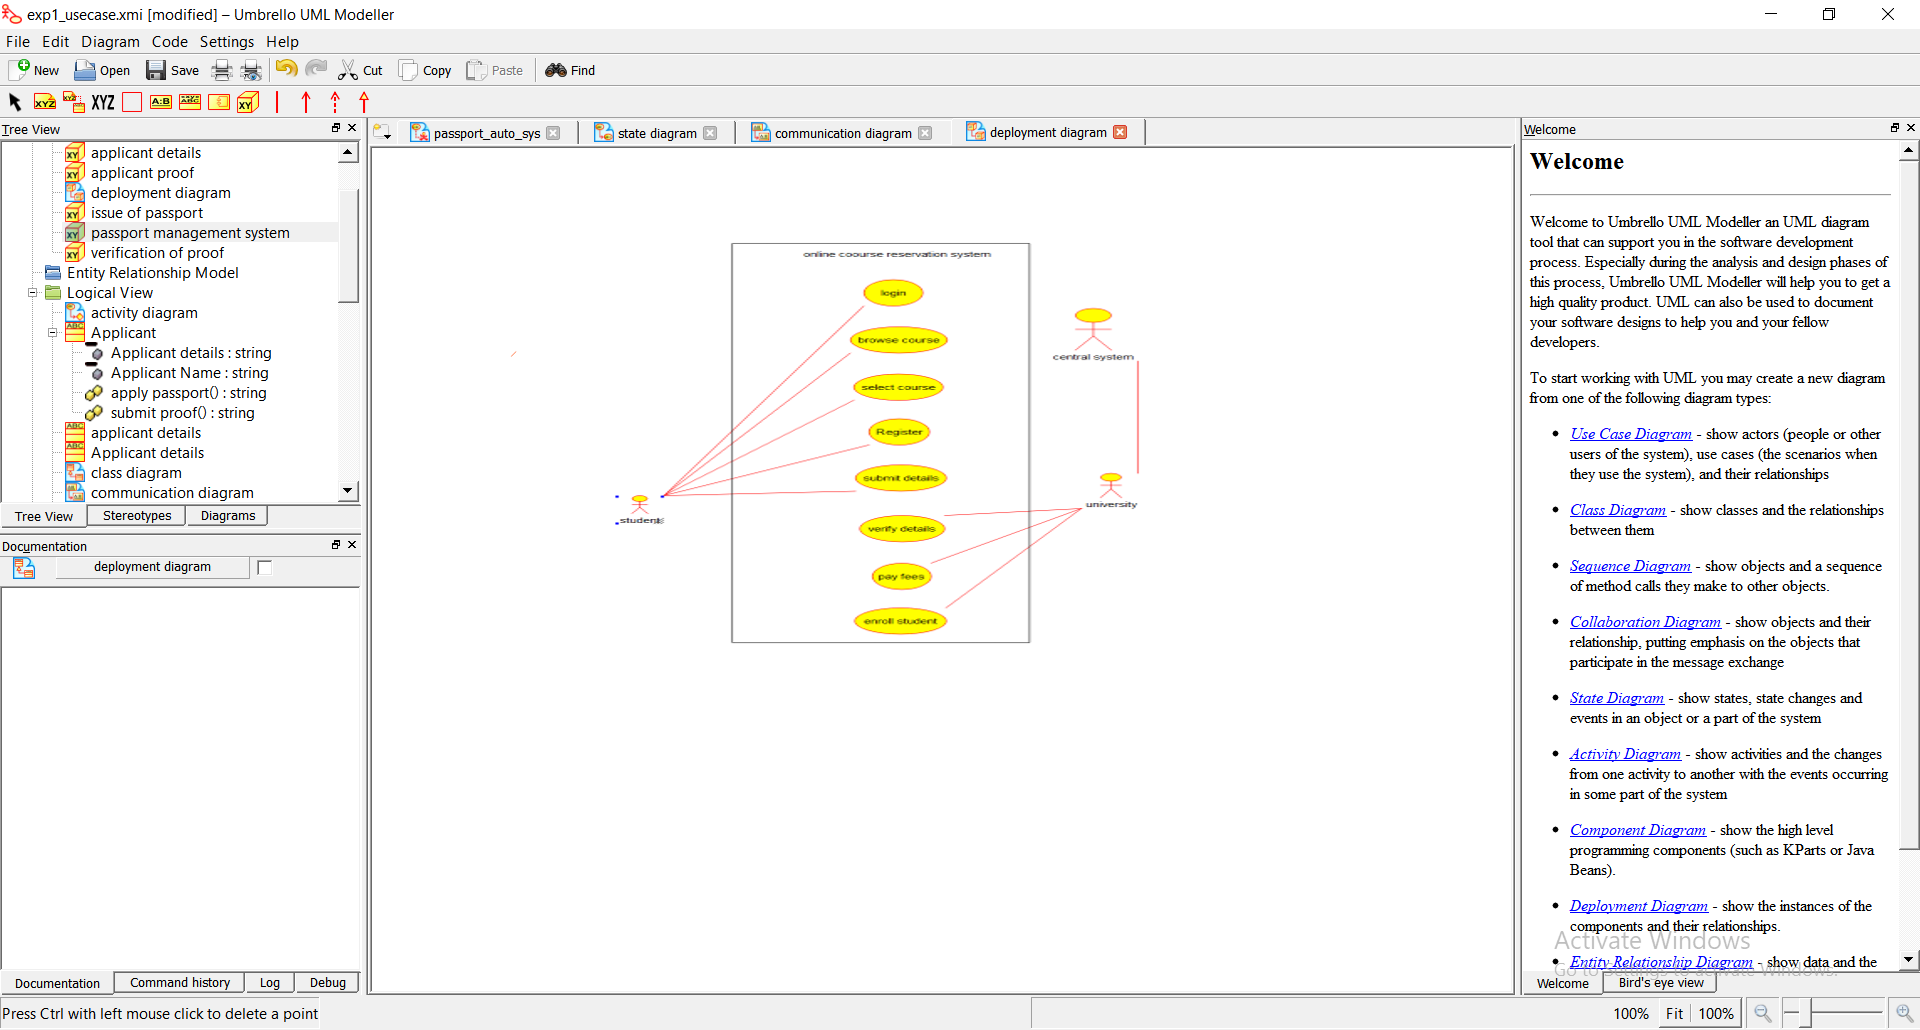 exp1_usecase.xmi [modified] – Umbrello UML Modeller
File Edit Diagram Code Settings Help
New Open Save Cut Copy Paste Find
XYZ XYZ XYZ A:B ABC XY
Tree View
applicant details
applicant proof
deployment diagram
issue of passport
passport management system
verification of proof
Entity Relationship Model
Logical View
activity diagram
Applicant
Applicant details : string
Applicant Name : string
apply passport() : string
submit proof() : string
applicant details
Applicant details
class diagram
communication diagram
Tree View Stereotypes Diagrams
Documentation
deployment diagram
Documentation Command history Log Debug
Press Ctrl with left mouse click to delete a point
passport_auto_sys state diagram communication diagram deployment diagram
online coourse reservation system
login
browse course
select course
Register
submit details
verify details
pay fees
enroll student
student
central system
university
Welcome
Welcome
Welcome to Umbrello UML Modeller an UML diagram
tool that can support you in the software development
process. Especially during the analysis and design phases of
this process, Umbrello UML Modeller will help you to get a
high quality product. UML can also be used to document
your software designs to help you and your fellow
developers.
To start working with UML you may create a new diagram
from one of the following diagram types:
• Use Case Diagram - show actors (people or other
users of the system), use cases (the scenarios when
they use the system), and their relationships
• Class Diagram - show classes and the relationships
between them
• Sequence Diagram - show objects and a sequence
of method calls they make to other objects.
• Collaboration Diagram - show objects and their
relationship, putting emphasis on the objects that
participate in the message exchange
• State Diagram - show states, state changes and
events in an object or a part of the system
• Activity Diagram - show activities and the changes
from one activity to another with the events occurring
in some part of the system
• Component Diagram - show the high level
programming components (such as KParts or Java
Beans).
• Deployment Diagram - show the instances of the
components and their relationships.
• Entity-Relationship Diagram - show data and the
Activate Windows
Go to Settings to activate Windows.
Welcome Bird's eye view
100% Fit 100%